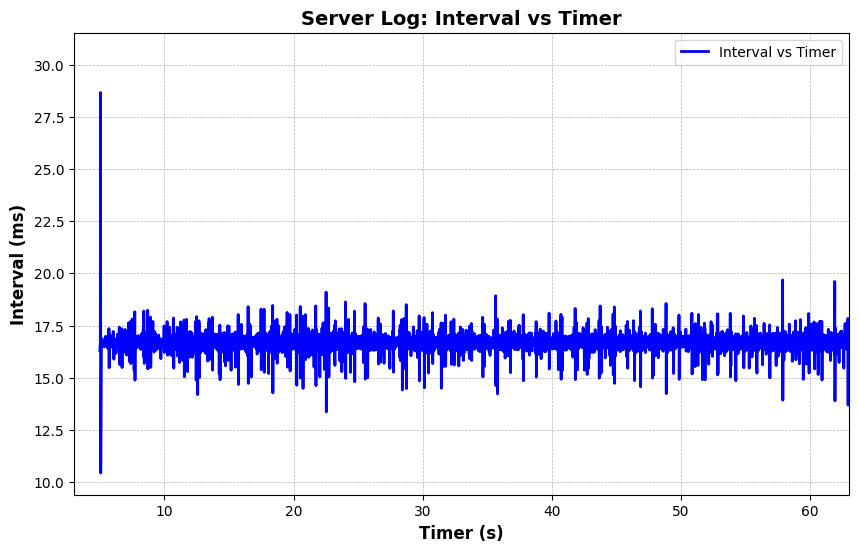 Server Log: Interval vs Timer
Interval vs Timer
30.0
27.5
25.0
22.5
20.0
17.5
15.0
12.5
10.0
Interval (ms)
10 20 30 40 50 60
Timer (s)